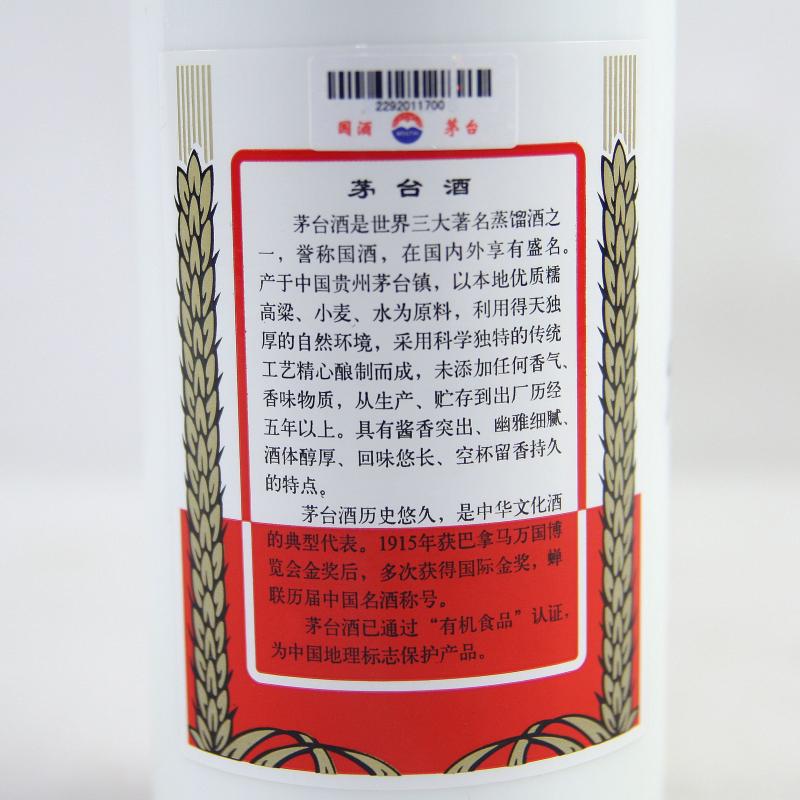 2292011700
国酒 茅台
茅台酒
茅台酒是世界三大著名蒸馏酒之
一，誉称国酒，在国内外享有盛名。
产于中国贵州茅台镇，以本地优质糯
高粱、小麦、水为原料，利用得天独
厚的自然环境，采用科学独特的传统
工艺精心酿制而成，未添加任何香气、
香味物质，从生产、贮存到出厂历经
五年以上。具有酱香突出、幽雅细腻、
酒体醇厚、回味悠长、空杯留香持久
的特点。
茅台酒历史悠久，是中华文化酒
的典型代表。1915年获巴拿马万国博
览会金奖后，多次获得国际金奖，蝉
联历届中国名酒称号。
茅台酒已通过“有机食品”认证，
为中国地理标志保护产品。